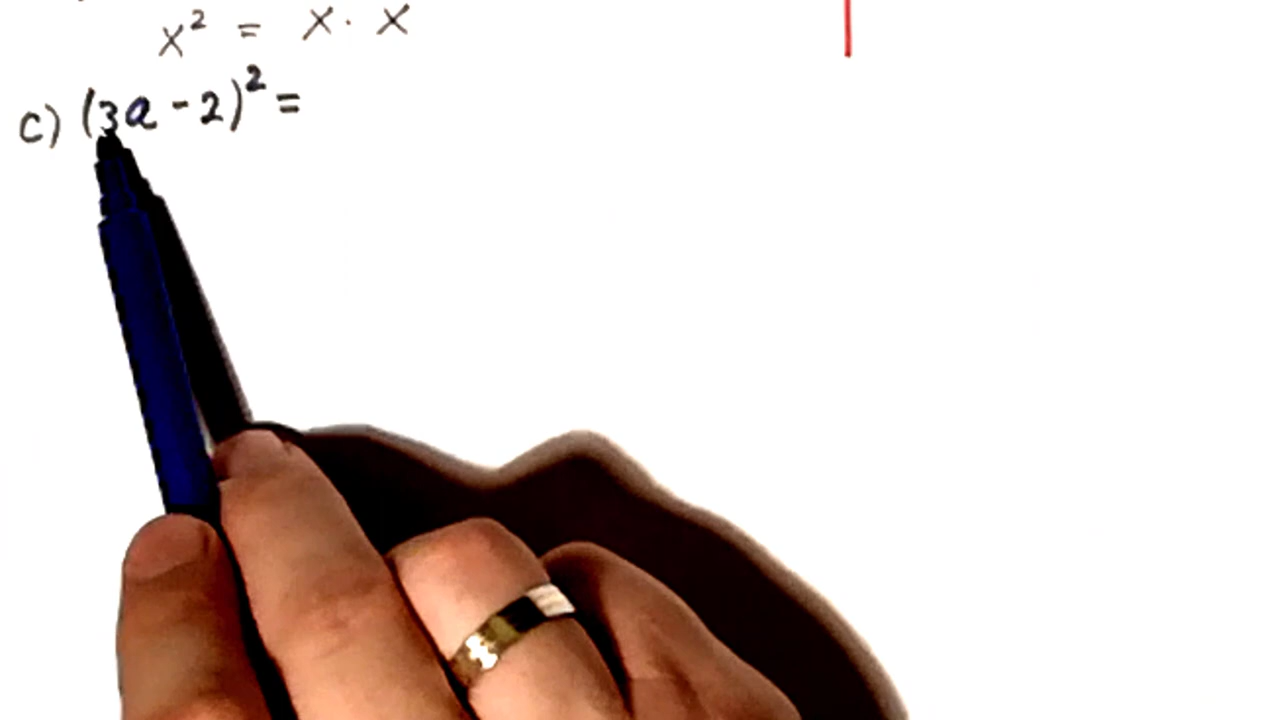 x² = x · x
c) (3a - 2)² =